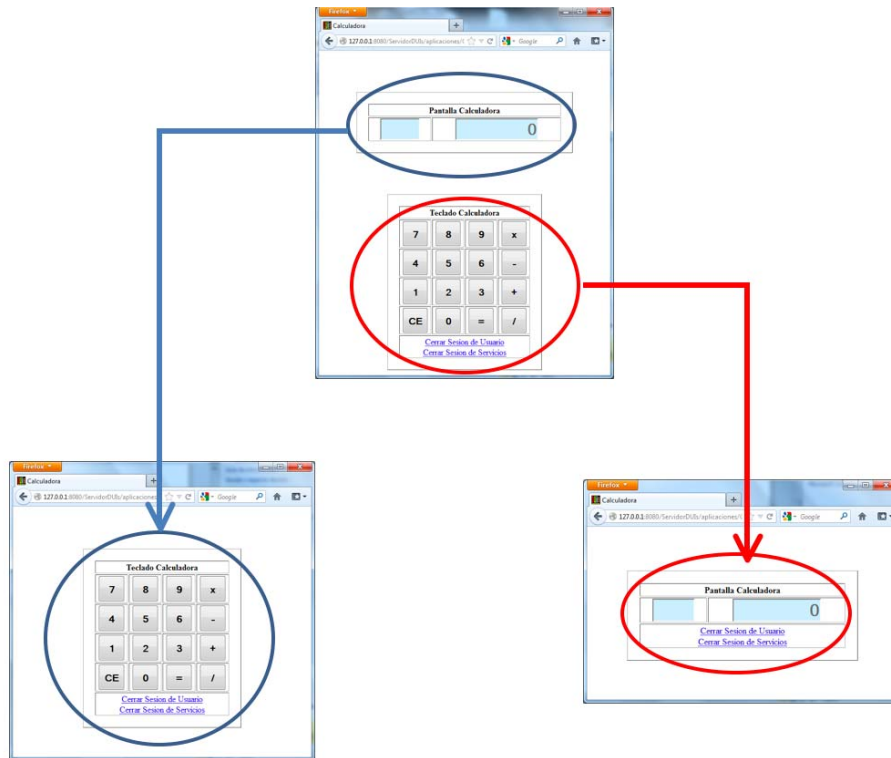 Firefox
Calculadora
+
127.0.0.1:8080/ServidorDUIs/aplicaciones/
Google
Pantalla Calculadora
0
Teclado Calculadora
7 8 9 x
4 5 6 -
1 2 3 +
CE 0 = /
Cerrar Sesion de Usuario
Cerrar Sesion de Servicios
Firefox
Calculadora
+
127.0.0.1:8080/ServidorDUIs/aplicaciones
Google
Teclado Calculadora
7 8 9 x
4 5 6 -
1 2 3 +
CE 0 = /
Cerrar Sesion de Usuario
Cerrar Sesion de Servicios
Firefox
Calculadora
+
127.0.0.1:8080/ServidorDUIs/aplicaciones/
Google
Pantalla Calculadora
0
Cerrar Sesion de Usuario
Cerrar Sesion de Servicios